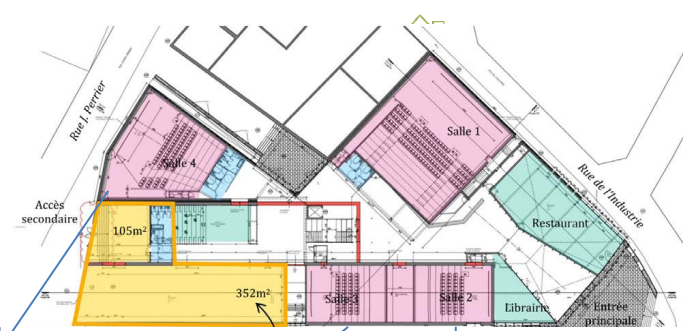 Rue J. Perrier
Salle 1
Salle 4
Rue de l'Industrie
Accès
secondaire
105m²
Restaurant
352m²
Salle 3
Salle 2
Librairie
Entrée
principale